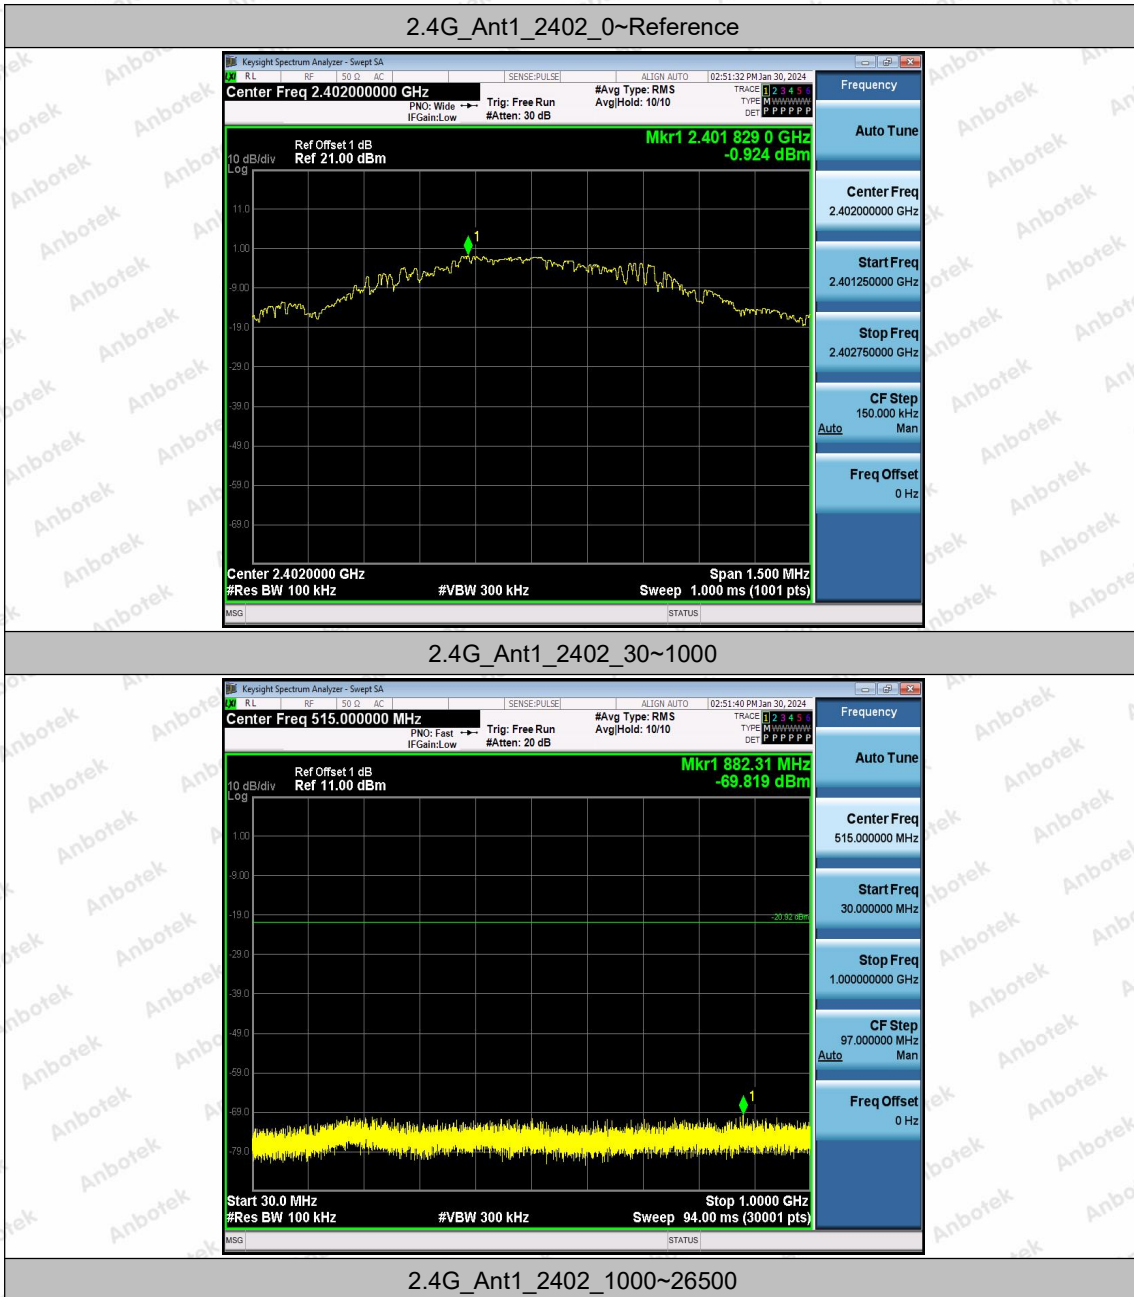 2.4G_Ant1_2402_0~Reference
Keysight Spectrum Analyzer - Swept SA
LXI RL RF 50 Ω AC SENSE:PULSE ALIGN AUTO 02:51:32 PM Jan 30, 2024
Center Freq 2.402000000 GHz
PNO: Wide
IFGain:Low
Trig: Free Run
#Atten: 30 dB
#Avg Type: RMS
Avg|Hold: 10/10
TRACE 1 2 3 4 5 6
TYPE M WWWWW
DET P P P P P P
Mkr1 2.401 829 0 GHz
-0.924 dBm
Ref Offset 1 dB
10 dB/div Ref 21.00 dBm
Log
11.0
1.00
-9.00
-19.0
-29.0
-39.0
-49.0
-59.0
-69.0
1
Center 2.4020000 GHz Span 1.500 MHz
#Res BW 100 kHz #VBW 300 kHz Sweep 1.000 ms (1001 pts)
MSG STATUS
Frequency
Auto Tune
Center Freq
2.402000000 GHz
Start Freq
2.401250000 GHz
Stop Freq
2.402750000 GHz
CF Step
150.000 kHz
Auto Man
Freq Offset
0 Hz
2.4G_Ant1_2402_30~1000
Keysight Spectrum Analyzer - Swept SA
LXI RL RF 50 Ω AC SENSE:PULSE ALIGN AUTO 02:51:40 PM Jan 30, 2024
Center Freq 515.000000 MHz
PNO: Fast
IFGain:Low
Trig: Free Run
#Atten: 20 dB
#Avg Type: RMS
Avg|Hold: 10/10
TRACE 1 2 3 4 5 6
TYPE M WWWWW
DET P P P P P P
Mkr1 882.31 MHz
-69.819 dBm
Ref Offset 1 dB
10 dB/div Ref 11.00 dBm
Log
1.00
-9.00
-19.0
-29.0
-39.0
-49.0
-59.0
-69.0
-79.0
-20.92 dBm
1
Start 30.0 MHz Stop 1.0000 GHz
#Res BW 100 kHz #VBW 300 kHz Sweep 94.00 ms (30001 pts)
MSG STATUS
Frequency
Auto Tune
Center Freq
515.000000 MHz
Start Freq
30.000000 MHz
Stop Freq
1.000000000 GHz
CF Step
97.000000 MHz
Auto Man
Freq Offset
0 Hz
2.4G_Ant1_2402_1000~26500
Anbotek